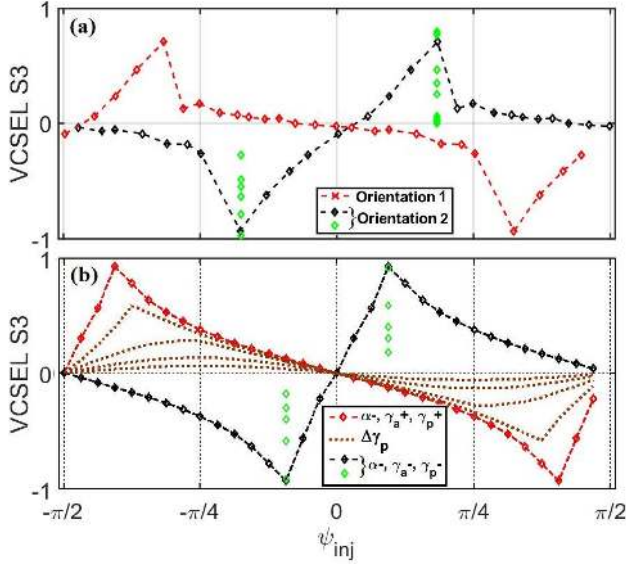 (a)
1
VCSEL S3
0
-1
Orientation 1
Orientation 2
(b)
1
VCSEL S3
0
-1
α-, γa+, γp+
Δγp
α-, γa-, γp-
-π/2
-π/4
0
π/4
π/2
ψinj